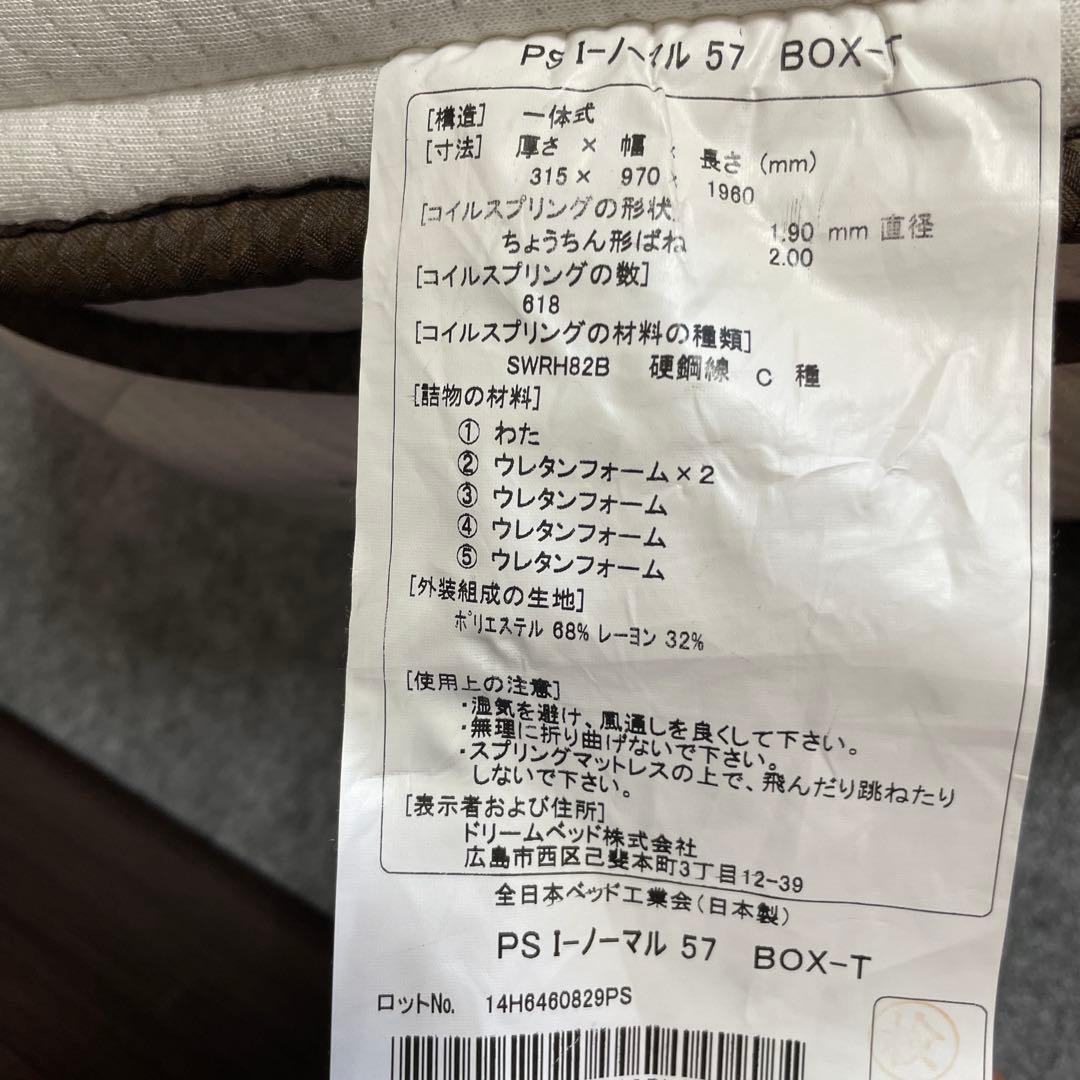 PS Iーノーマル 57 BOX-T
[構造] 一体式
[寸法] 厚さ × 幅 × 長さ (mm)
315 × 970 × 1960
[コイルスプリングの形状]
ちょうちん形ばね 1.90 mm 直径
2.00
[コイルスプリングの数]
618
[コイルスプリングの材料の種類]
SWRH82B 硬鋼線 C 種
[詰物の材料]
① わた
② ウレタンフォーム×2
③ ウレタンフォーム
④ ウレタンフォーム
⑤ ウレタンフォーム
[外装組成の生地]
ポリエステル 68% レーヨン 32%
[使用上の注意]
・湿気を避け、風通しを良くして下さい。
・無理に折り曲げないで下さい。
・スプリングマットレスの上で、飛んだり跳ねたり
しないで下さい。
[表示者および住所]
ドリームベッド株式会社
広島市西区己斐本町3丁目12-39
全日本ベッド工業会(日本製)
PS Iーノーマル 57 BOX-T
ロットNo. 14H6460829PS
検